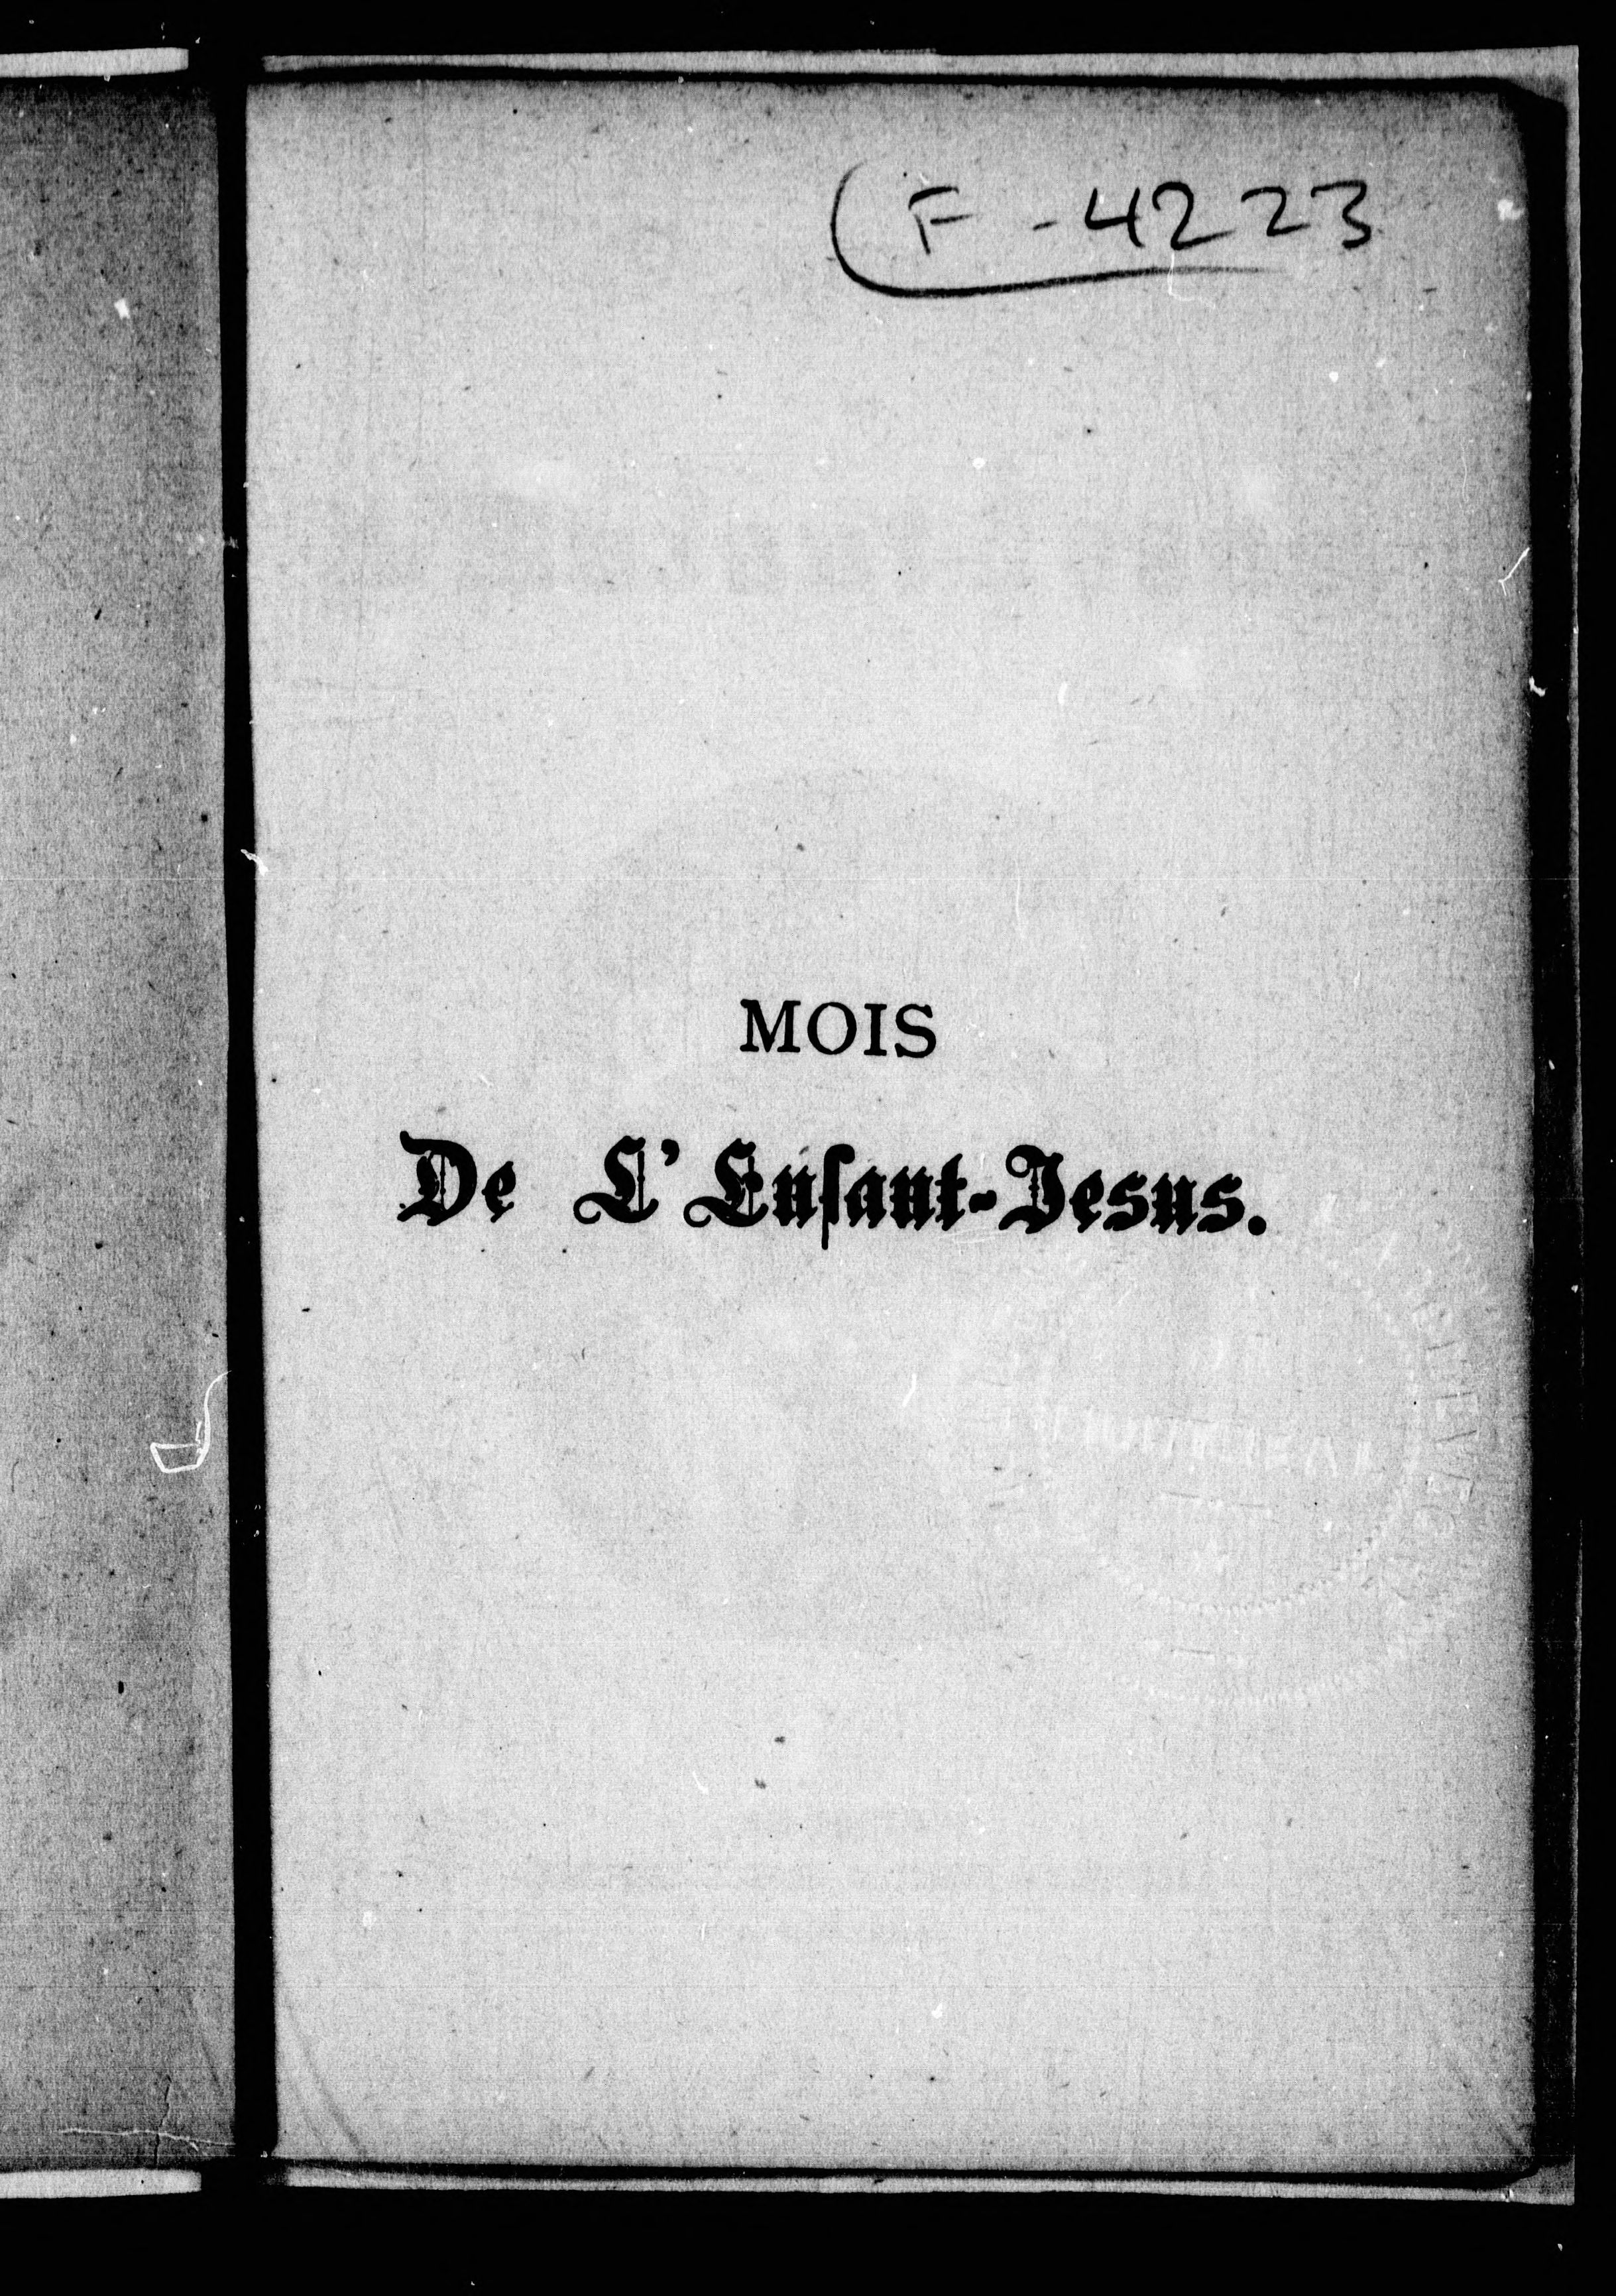 F-4223
MOIS
De L'Enfant-Jesus.